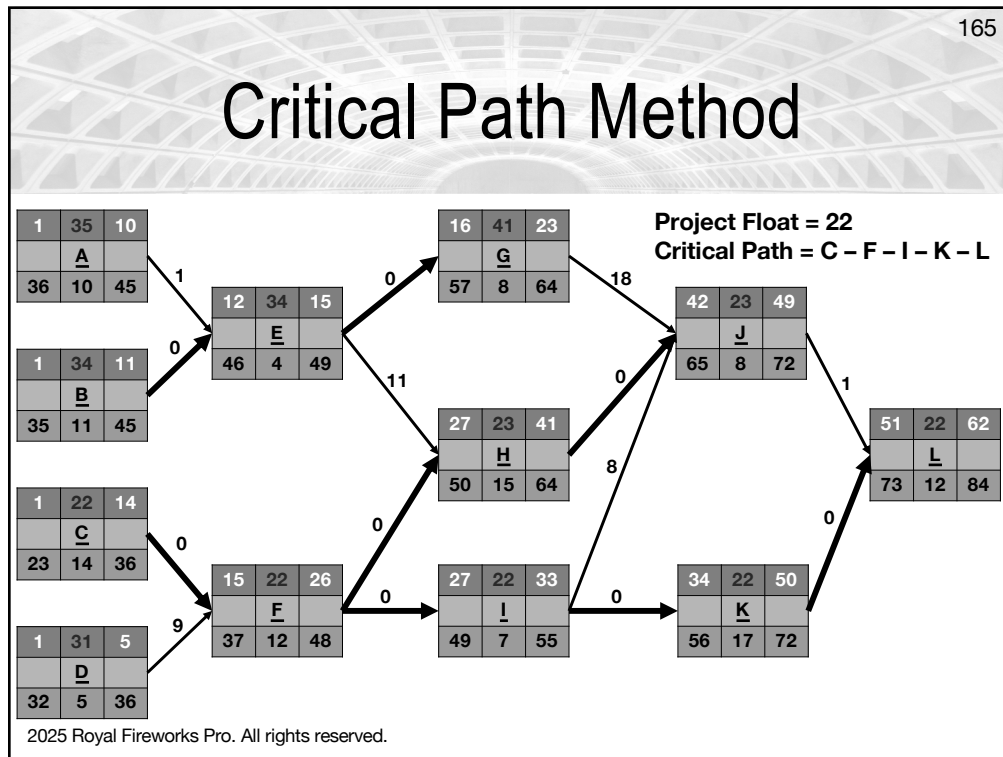 165
Critical Path Method
Project Float = 22
Critical Path = C – F – I – K – L
1 35 10
A
36 10 45
1
1 34 11
B
35 11 45
0
1 22 14
C
23 14 36
0
1 31 5
D
32 5 36
9
12 34 15
E
46 4 49
0
11
15 22 26
F
37 12 48
0
0
16 41 23
G
57 8 64
18
27 23 41
H
50 15 64
0
27 22 33
I
49 7 55
8
0
42 23 49
J
65 8 72
1
34 22 50
K
56 17 72
0
51 22 62
L
73 12 84
2025 Royal Fireworks Pro. All rights reserved.